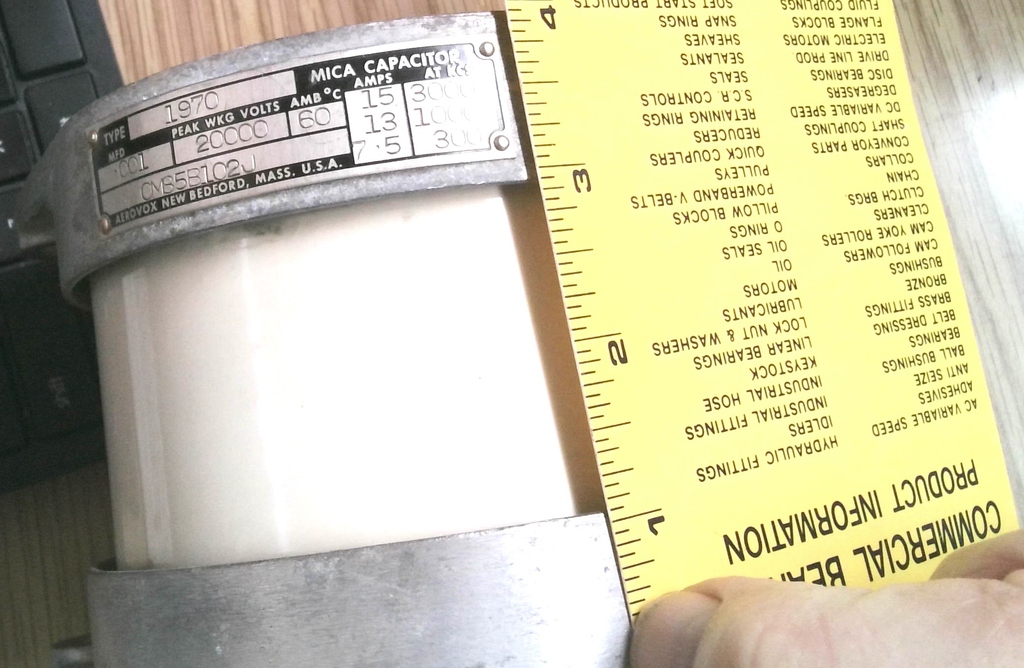 MICA CAPACITOR
TYPE 1970
AMPS AT KCS
MFD PEAK WKG VOLTS AMB °C
.001 20000 60
15 3000
13 1000
7.5 300
CM85B102J
AEROVOX NEW BEDFORD, MASS. U.S.A.
1
2
3
4
COMMERCIAL
PRODUCT INFORMATION
AC VARIABLE SPEED
ADHESIVES
ANTI SEIZE
BALL BUSHINGS
BEARINGS
BELT DRESSING
BRASS FITTINGS
BRONZE
BUSHINGS
CAM FOLLOWERS
CAM YOKE ROLLERS
CLEANERS
CLUTCH BRGS
CHAIN
COLLARS
CONVEYOR PARTS
SHAFT COUPLINGS
DC VARIABLE SPEED
DEGREASERS
DISC BEARINGS
DRIVE LINE PROD
ELECTRIC MOTORS
FLANGE BLOCKS
FLUID COUPLINGS
HYDRAULIC FITTINGS
IDLERS
INDUSTRIAL FITTINGS
INDUSTRIAL HOSE
KEYSTOCK
LINEAR BEARINGS
LOCK NUT & WASHERS
LUBRICANTS
MOTORS
OIL
OIL SEALS
O RINGS
PILLOW BLOCKS
POWERBAND V-BELTS
PULLEYS
QUICK COUPLERS
REDUCERS
RETAINING RINGS
S.C.R. CONTROLS
SEALS
SEALANTS
SHEAVES
SNAP RINGS
SOFT START PRODUCTS